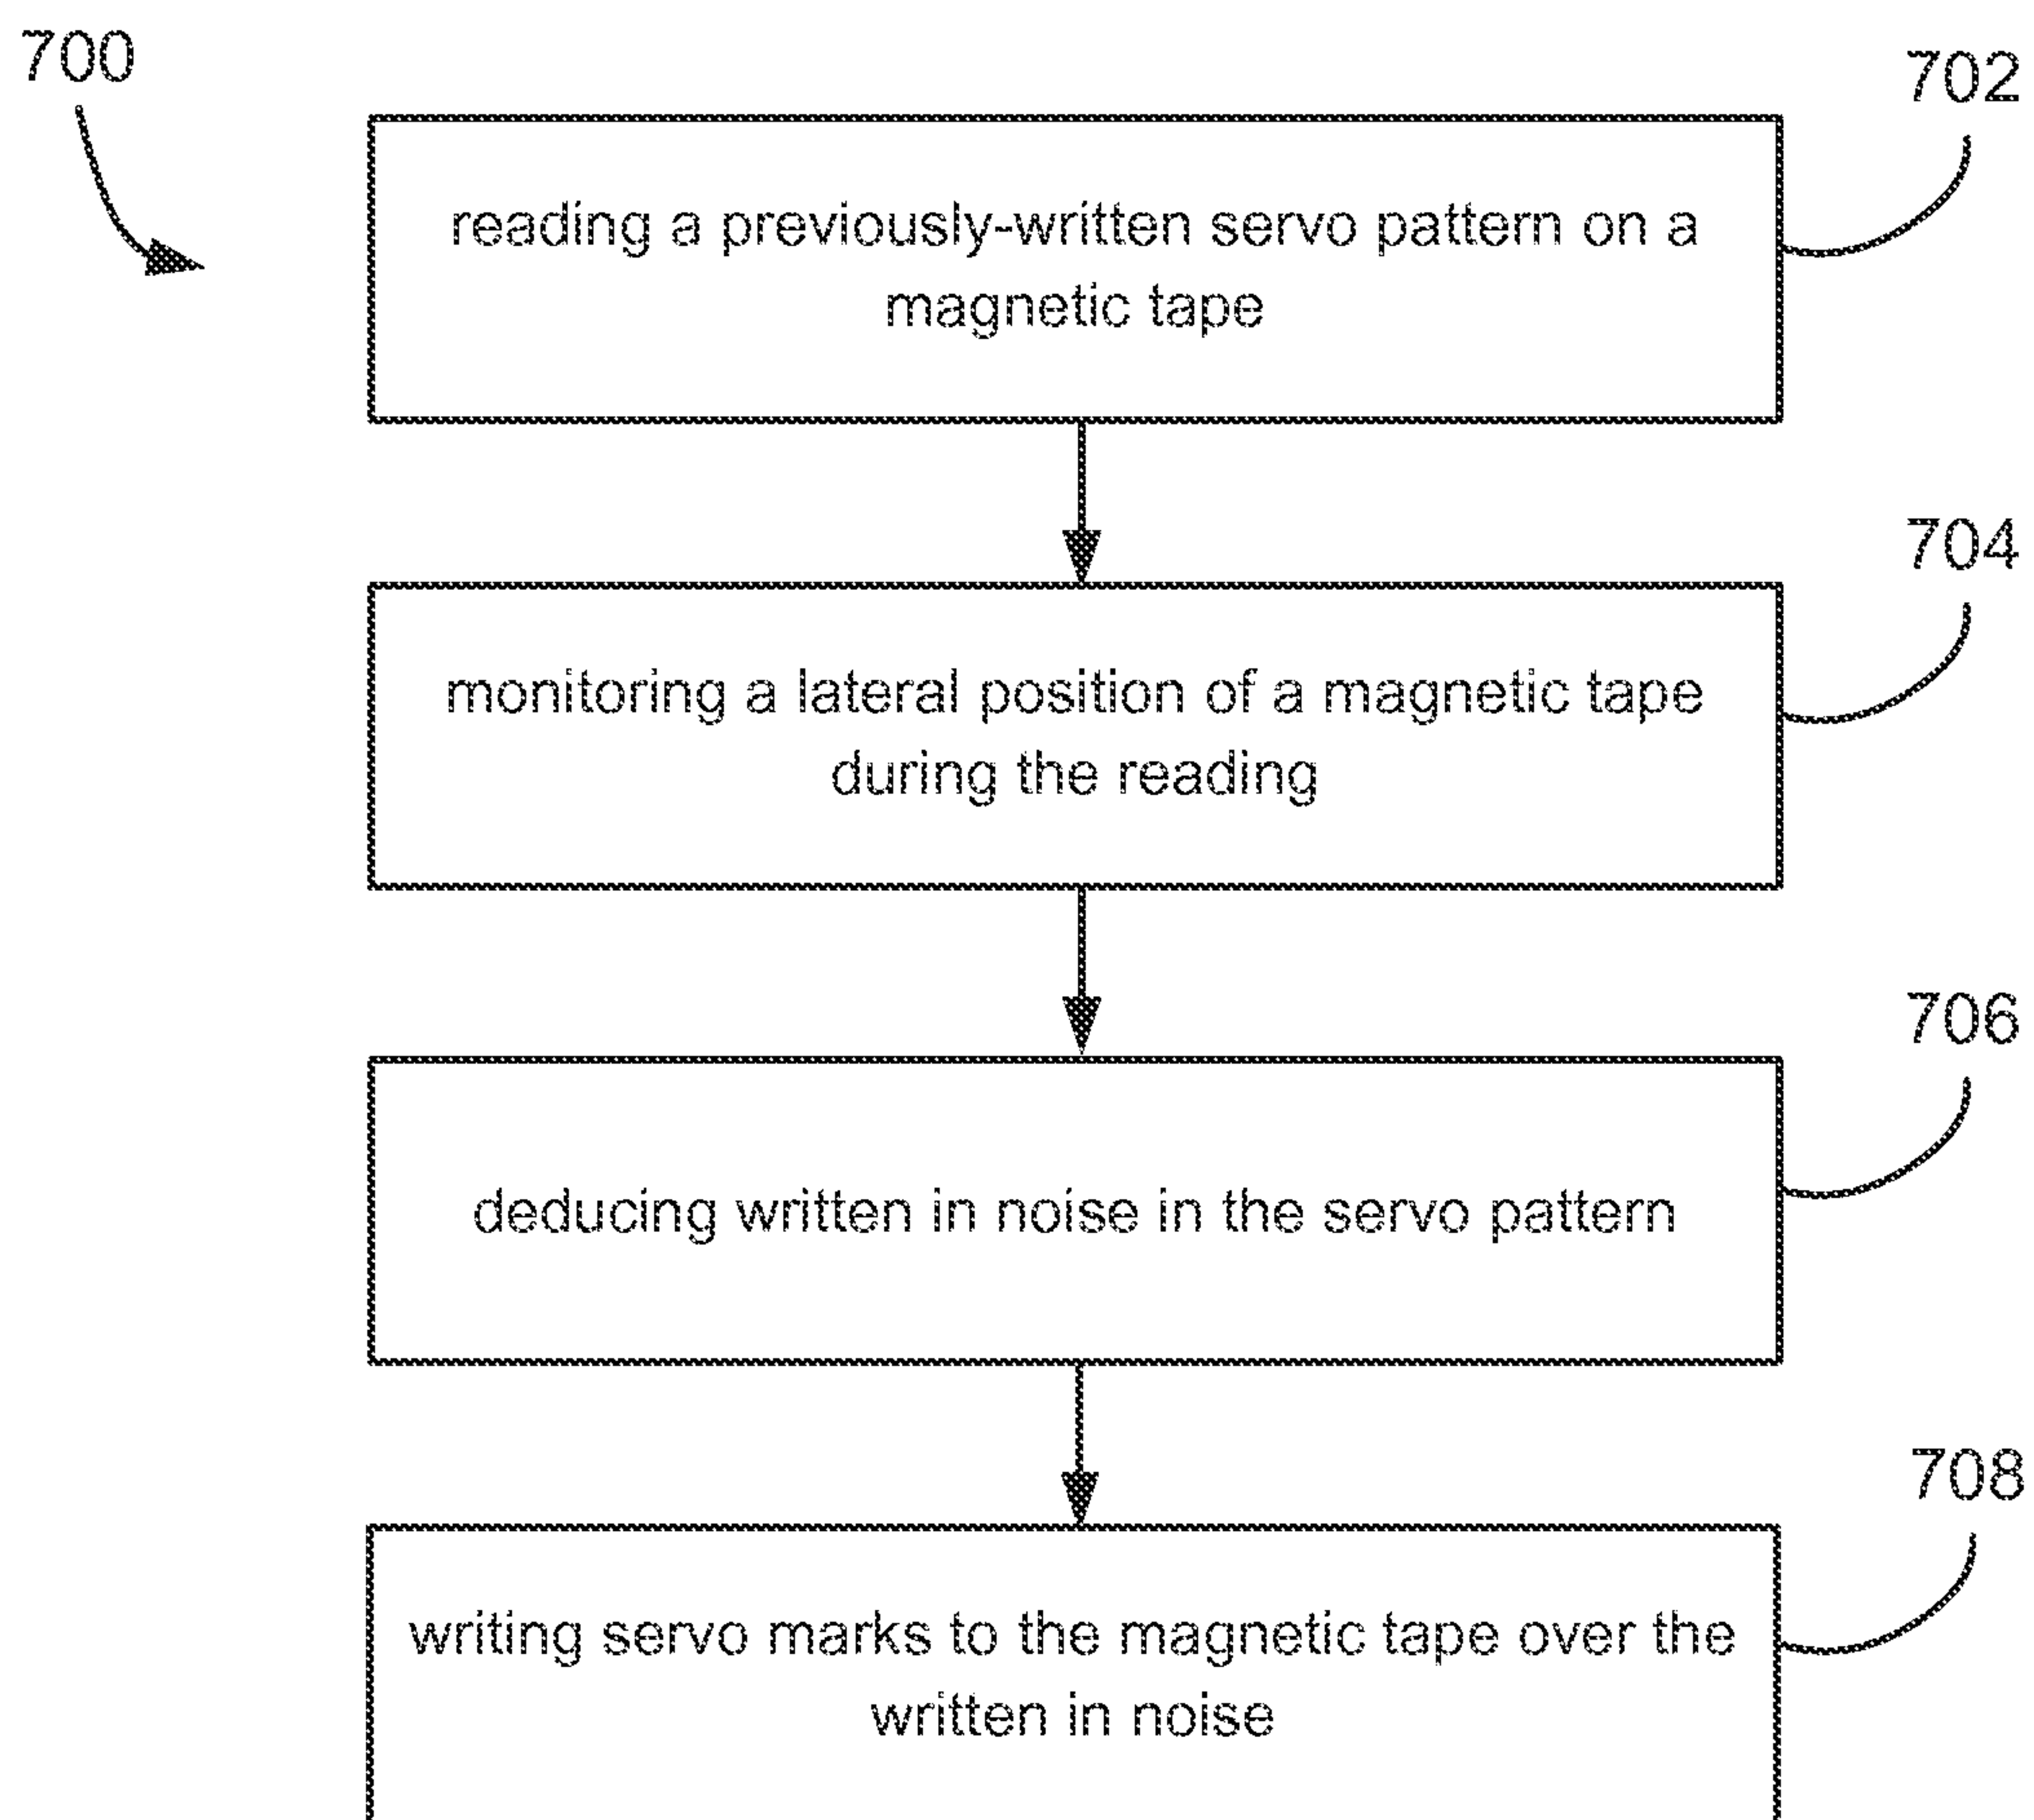 700
702
reading a previously-written servo pattern on a
magnetic tape
704
monitoring a lateral position of a magnetic tape
during the reading
706
deducing written in noise in the servo pattern
708
writing servo marks to the magnetic tape over the
written in noise